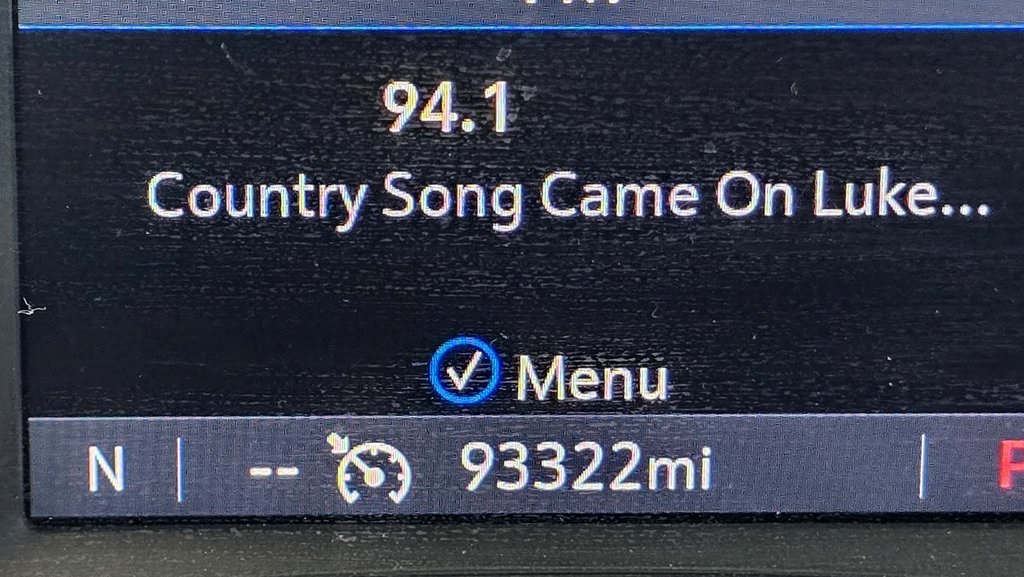 94.1
Country Song Came On Luke...
Menu
N -- 93322mi